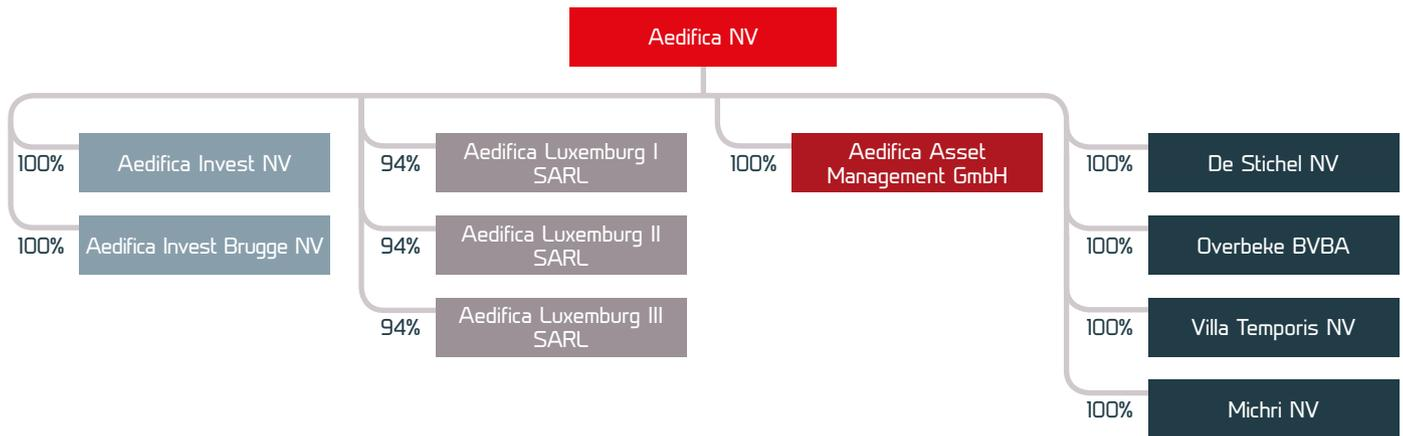 Aedifica NV
100%
Aedifica Invest NV
100%
Aedifica Invest Brugge NV
94%
Aedifica Luxemburg I
SARL
94%
Aedifica Luxemburg II
SARL
94%
Aedifica Luxemburg III
SARL
100%
Aedifica Asset
Management GmbH
100%
De Stichel NV
100%
Overbeke BVBA
100%
Villa Temporis NV
100%
Michri NV